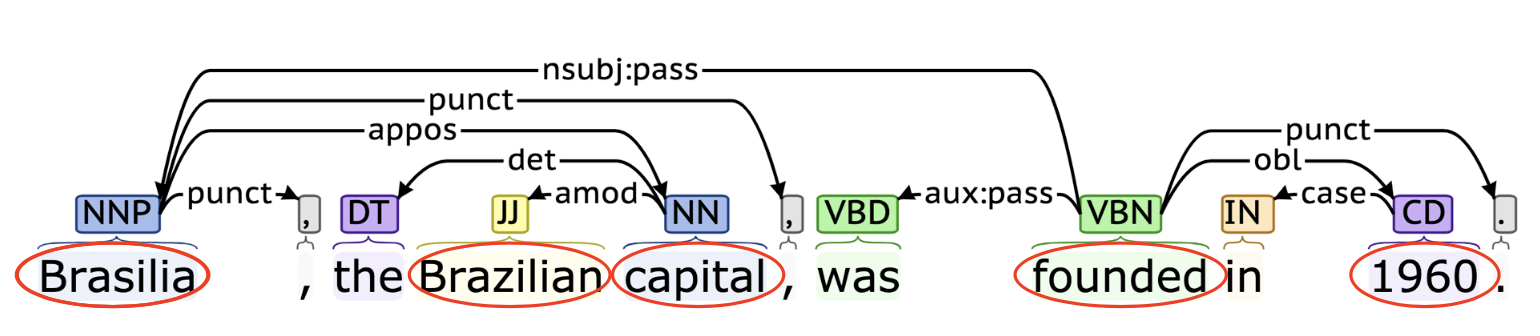 nsubj:pass
punct
appos
punct
det
obl
punct
amod
aux:pass
case
NNP , DT JJ NN , VBD VBN IN CD .
Brasilia , the Brazilian capital , was founded in 1960 .